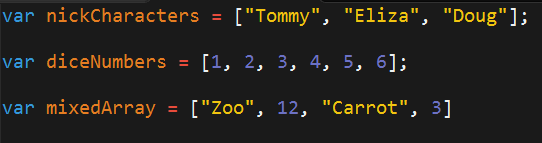 var nickCharacters = ["Tommy", "Eliza", "Doug"];
var diceNumbers = [1, 2, 3, 4, 5, 6];
var mixedArray = ["Zoo", 12, "Carrot", 3]